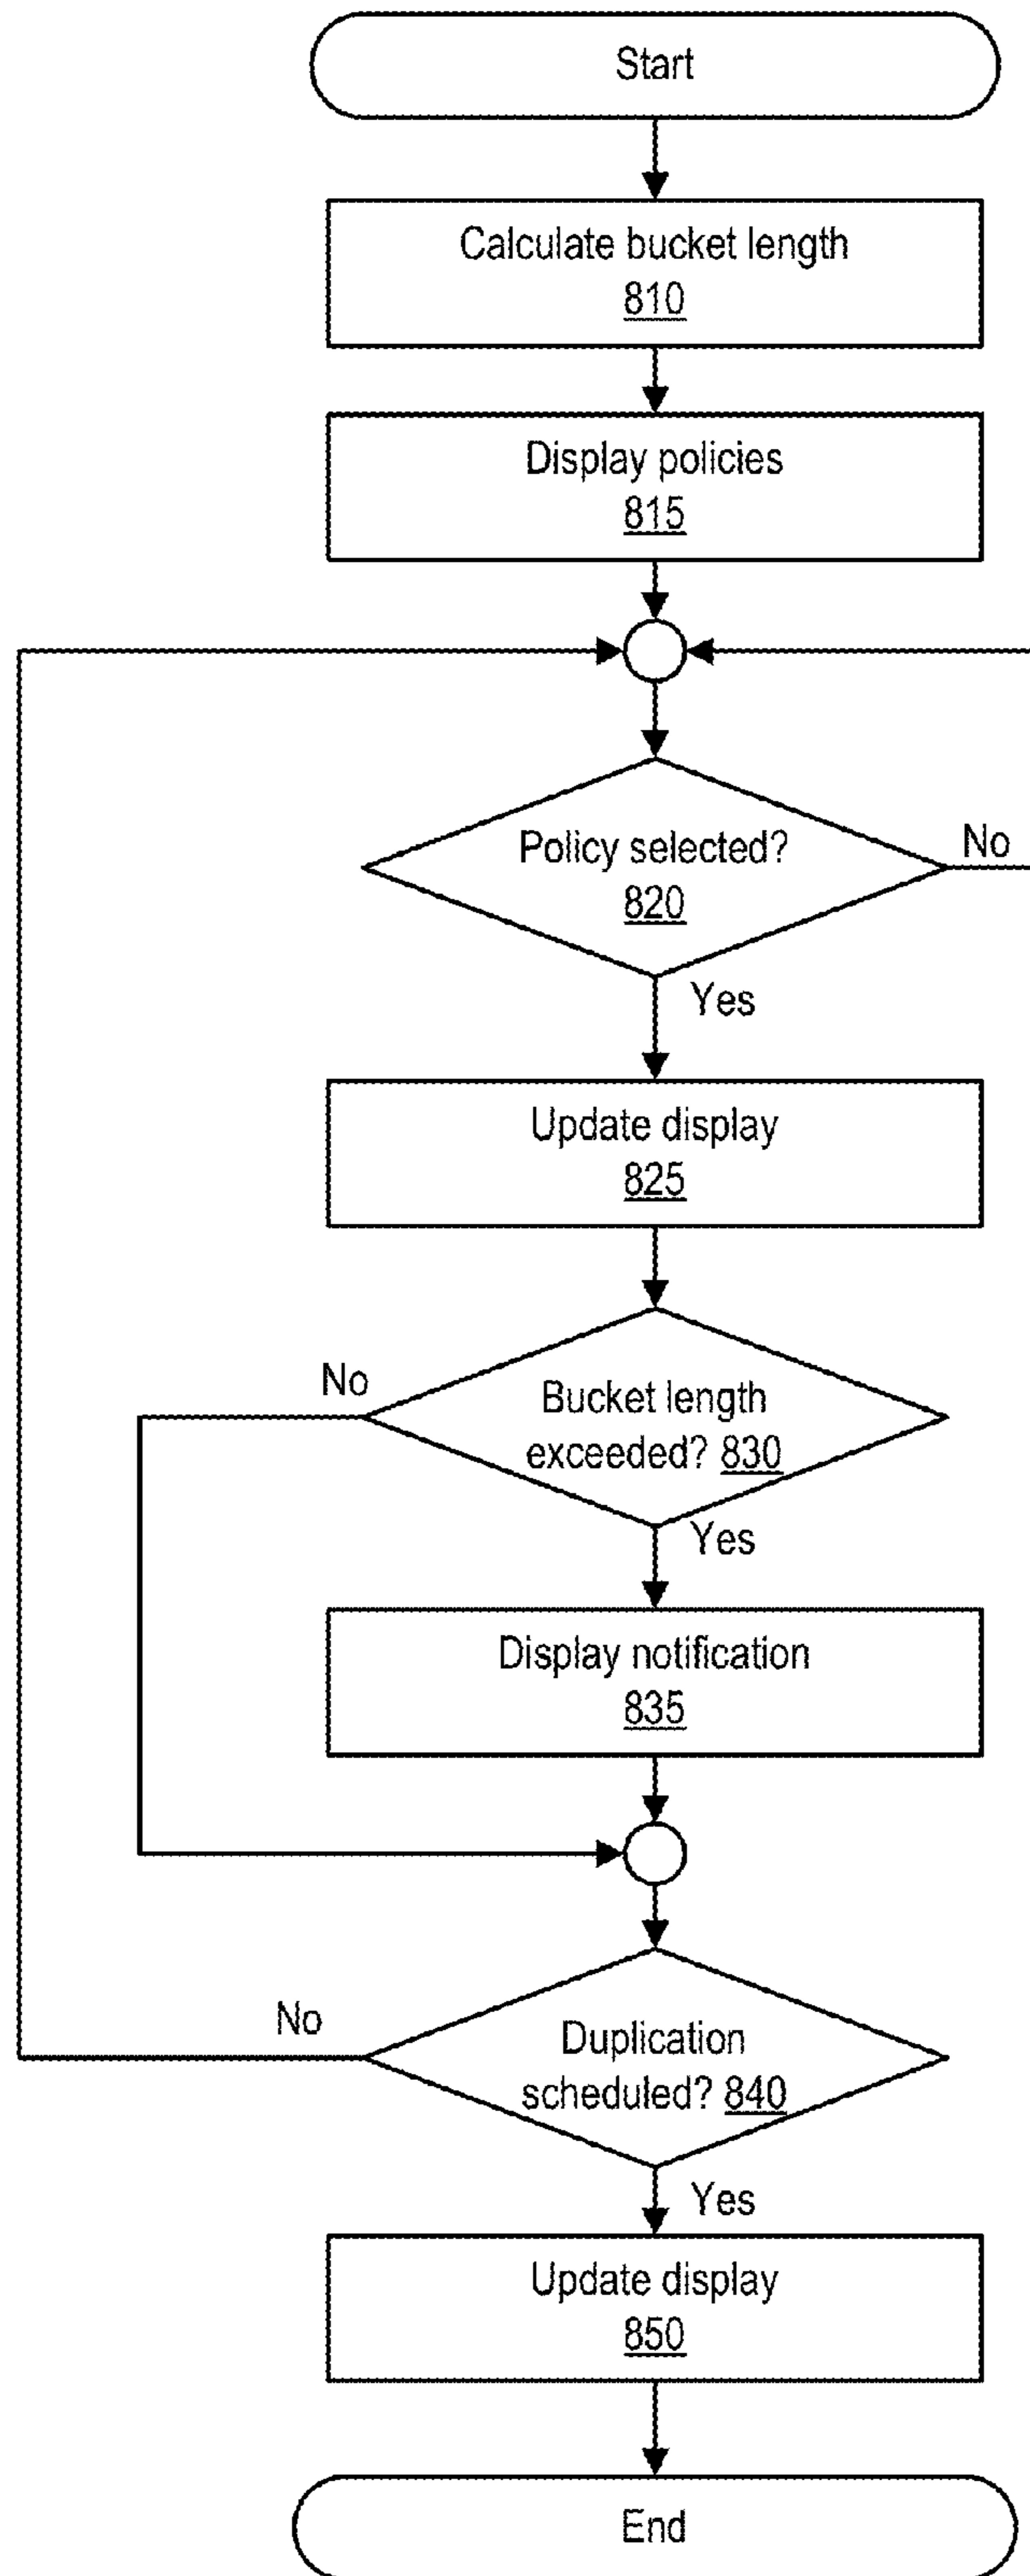 Start
Calculate bucket length
810
Display policies
815
Policy selected?
820
No
Yes
Update display
825
No
Bucket length
exceeded? 830
Yes
Display notification
835
No
Duplication
scheduled? 840
Yes
Update display
850
End